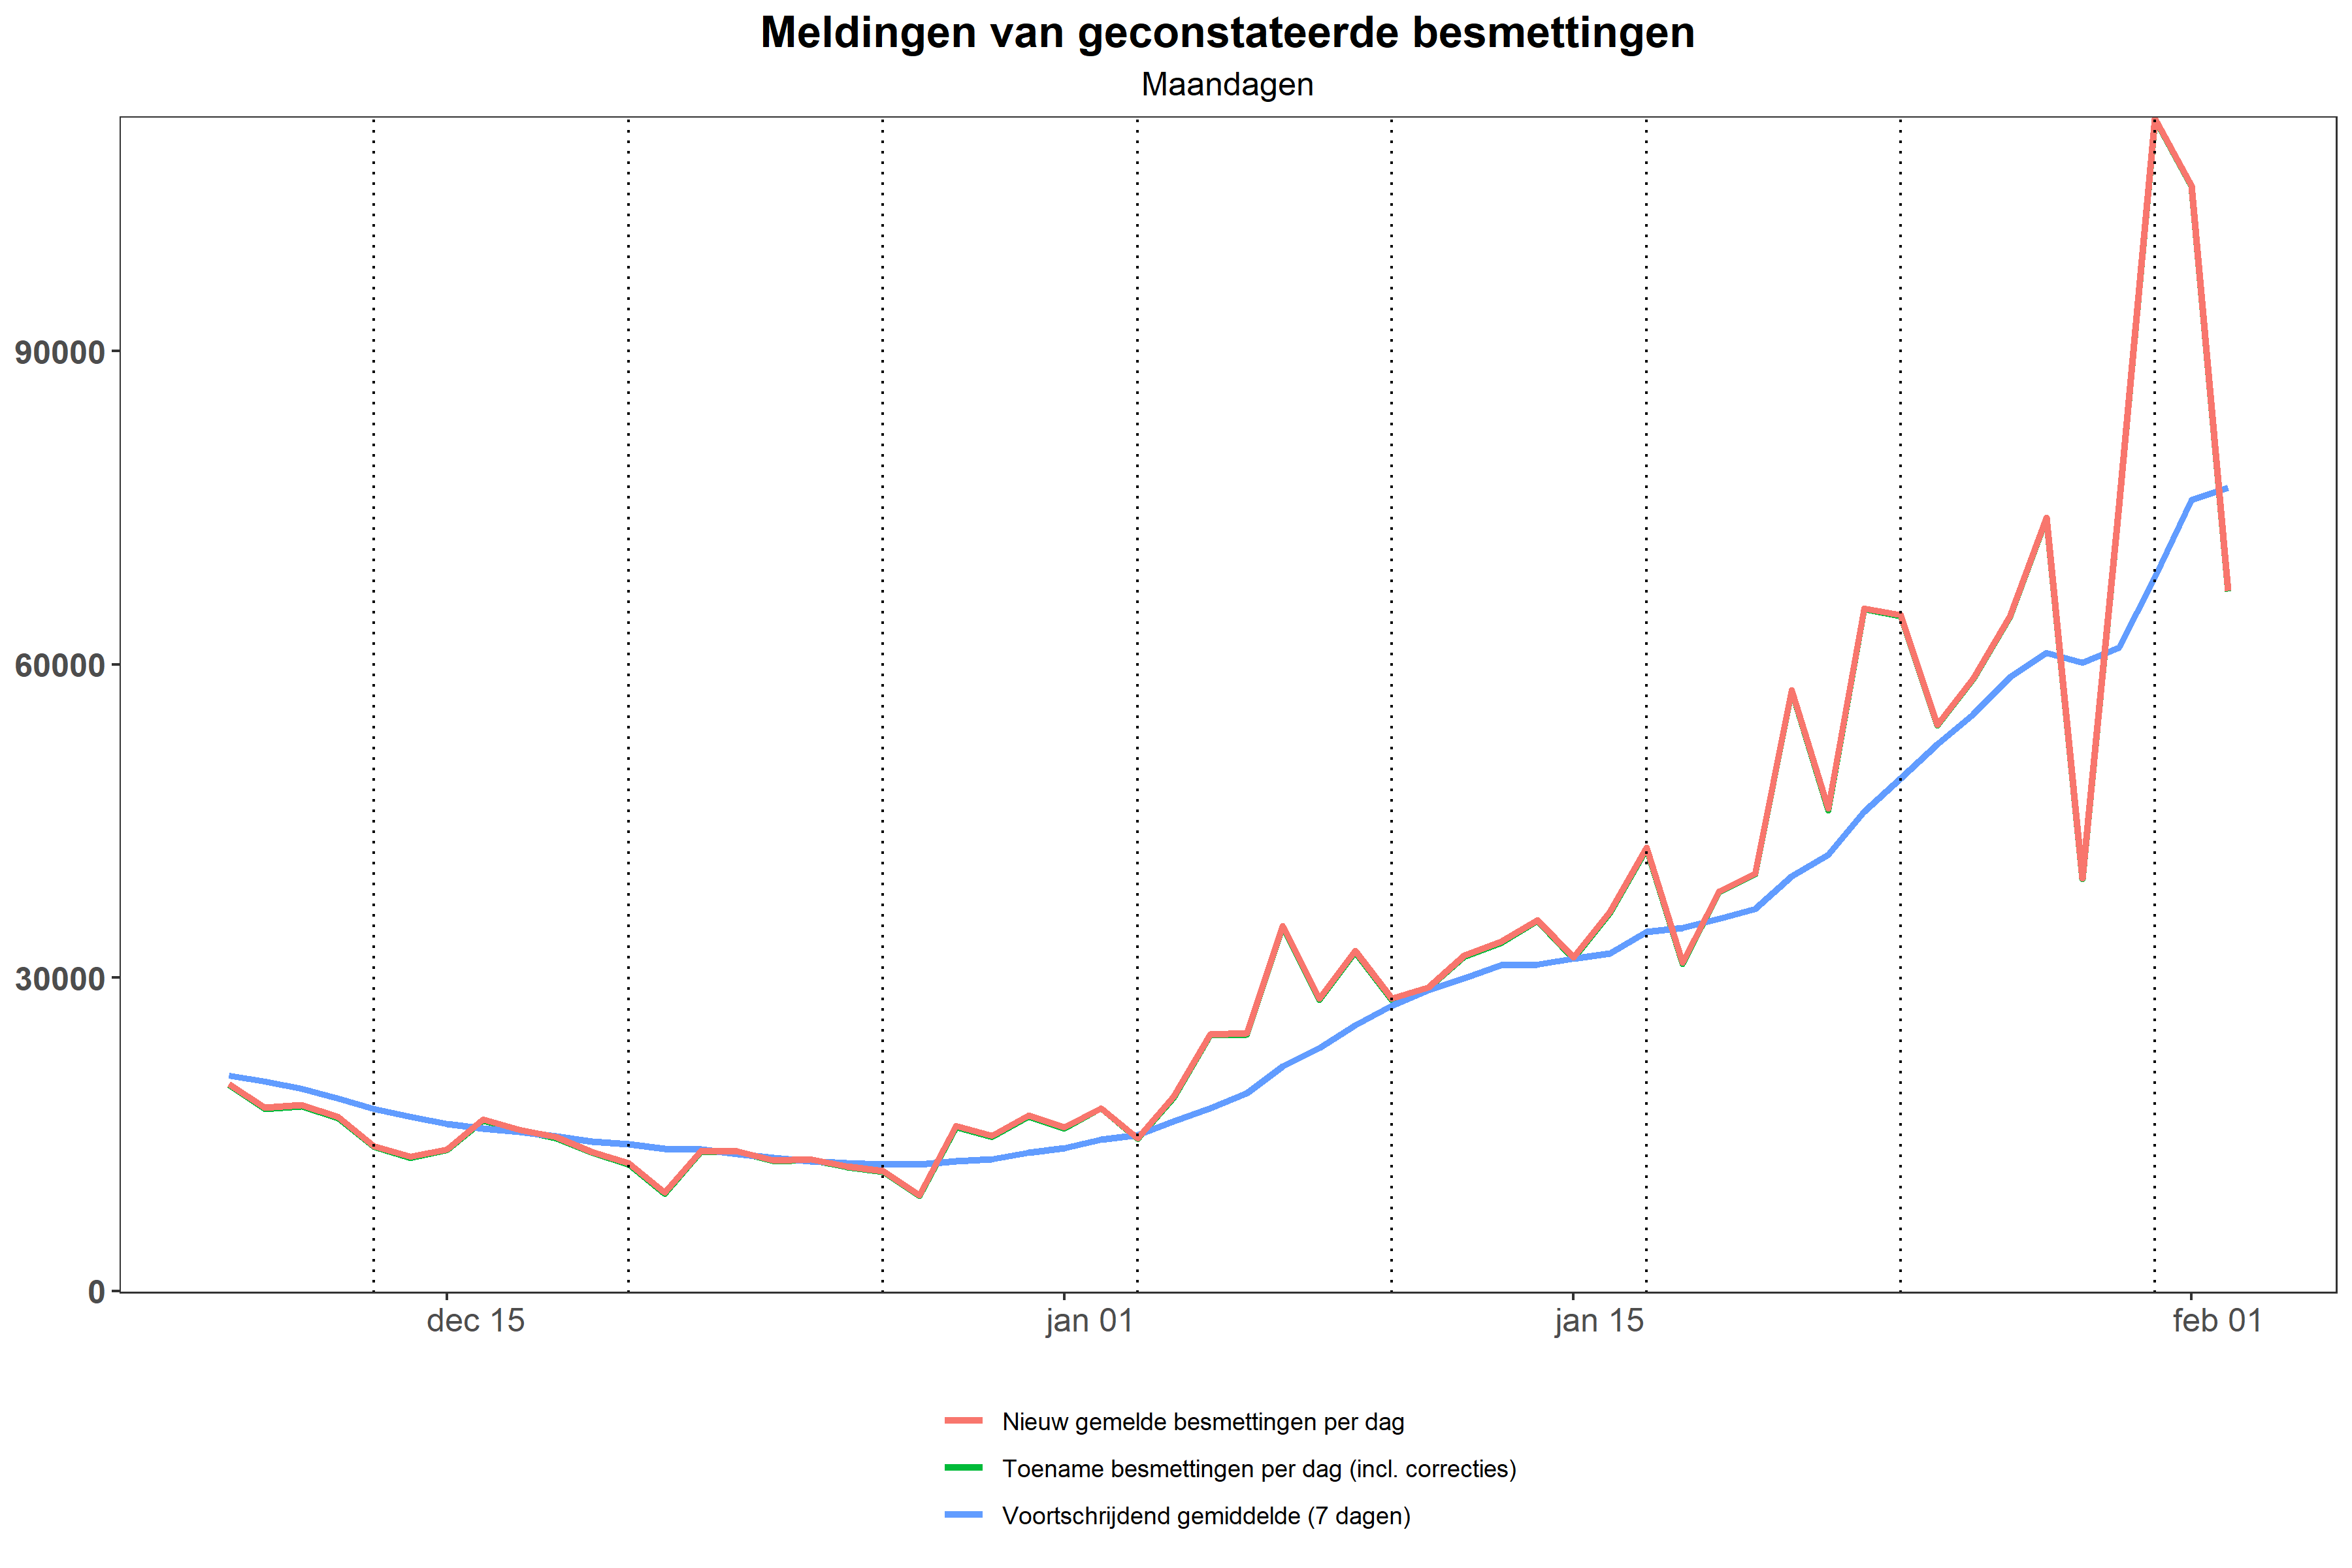 Meldingen van geconstateerde besmettingen
Maandagen
90000
60000
30000
0
dec 15
jan 01
jan 15
feb 01
Nieuw gemelde besmettingen per dag
Toename besmettingen per dag (incl. correcties)
Voortschrijdend gemiddelde (7 dagen)